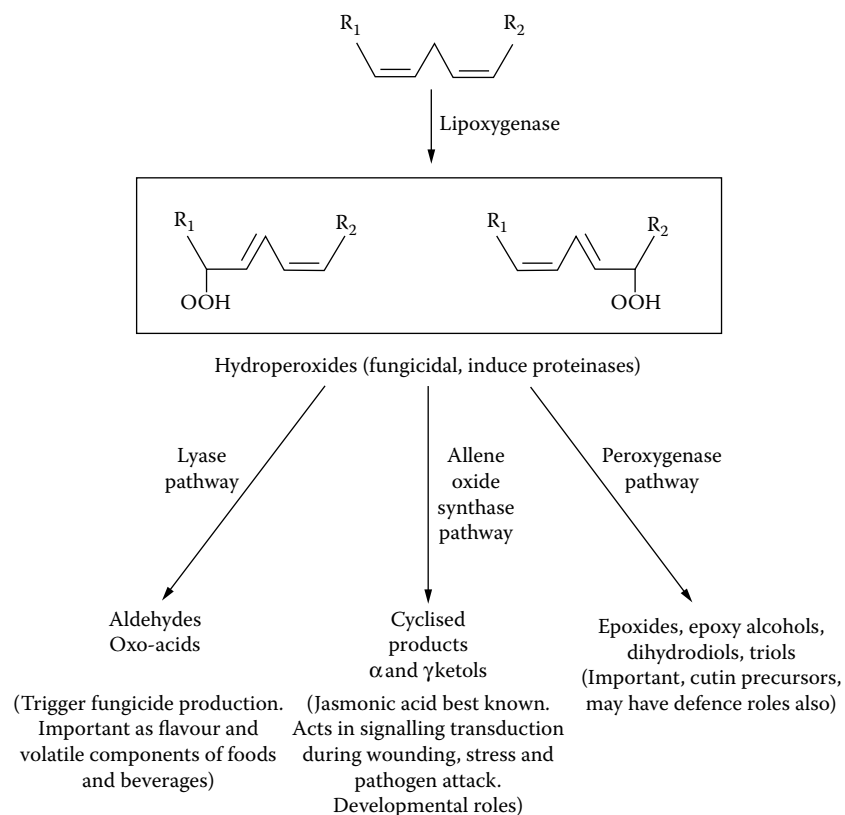 R1
R2
Lipoxygenase
R1
R2
OOH
R1
R2
OOH
Hydroperoxides (fungicidal, induce proteinases)
Lyase
pathway
Allene
oxide
synthase
pathway
Peroxygenase
pathway
Aldehydes
Oxo-acids
(Trigger fungicide production.
Important as flavour and
volatile components of foods
and beverages)
Cyclised
products
α and γ ketols
(Jasmonic acid best known.
Acts in signalling transduction
during wounding, stress and
pathogen attack.
Developmental roles)
Epoxides, epoxy alcohols,
dihydrodiols, triols
(Important, cutin precursors,
may have defence roles also)